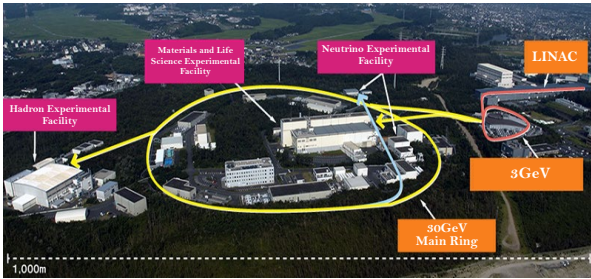 Neutrino Experimental
Facility
LINAC
Materials and Life
Science Experimental
Facility
Hadron Experimental
Facility
3GeV
30GeV
Main Ring
1,000m